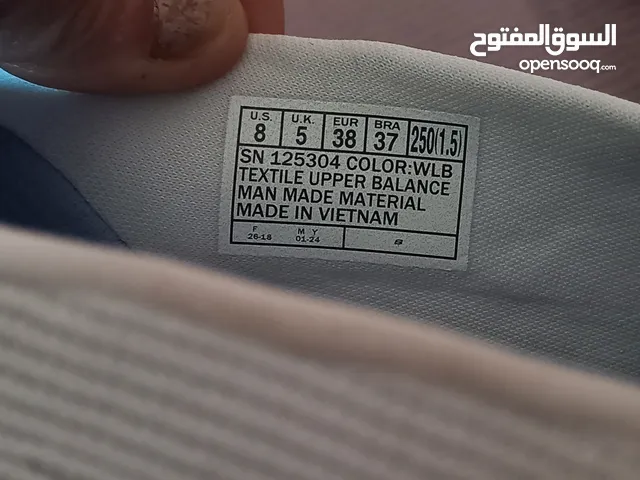 السوق المفتوح
opensooq.com
U.S. U.K. EUR BRA
8 5 38 37 250(1.5)
SN 125304 COLOR:WLB
TEXTILE UPPER BALANCE
MAN MADE MATERIAL
MADE IN VIETNAM
F M Y
26-18 01-24